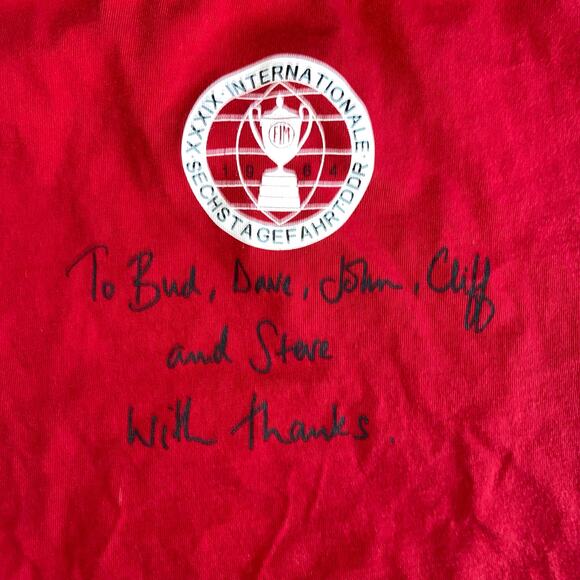 XXXIX · INTERNATIONALE ·
SECHSTAGEFAHRT·DDR
FIM
1964
To Bud, Dave, John, Cliff
and Steve
With thanks.